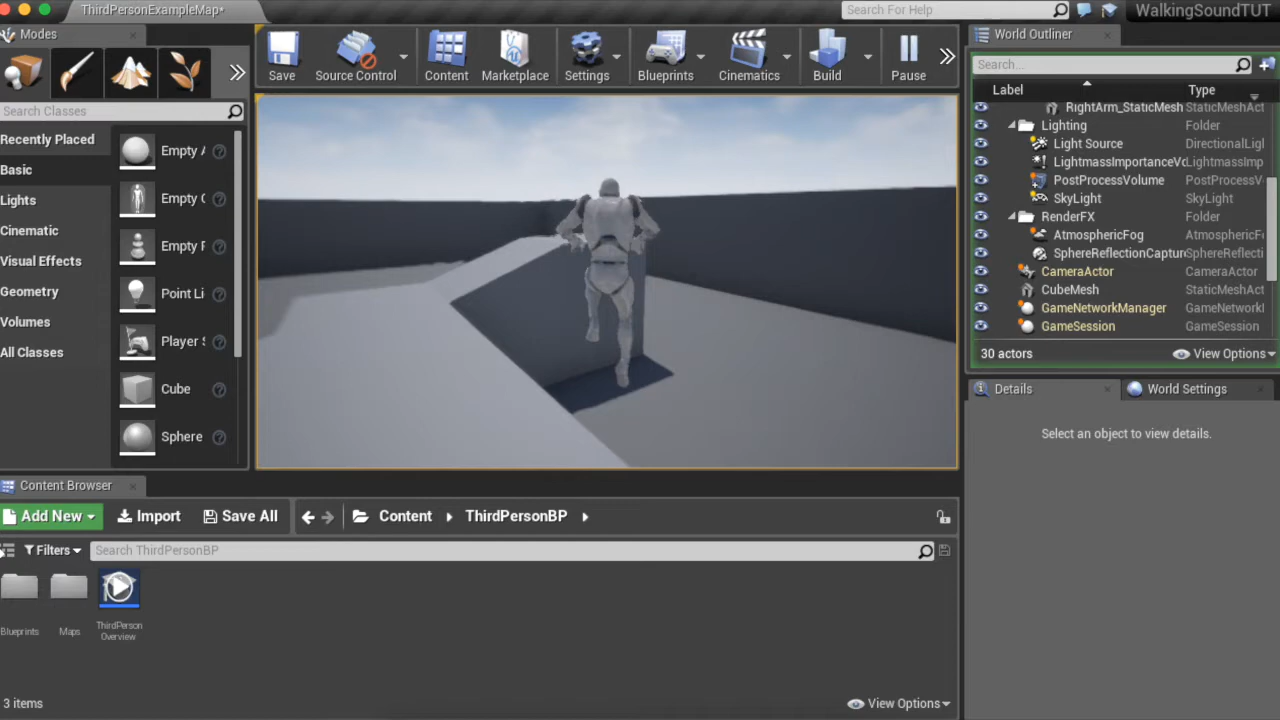 ThirdPersonExampleMap*
Search For Help
WalkingSoundTUT
Modes
Save
Source Control
Content
Marketplace
Settings
Blueprints
Cinematics
Build
Pause
World Outliner
Search...
Label
Type
Search Classes
Recently Placed
Basic
Lights
Cinematic
Visual Effects
Geometry
Volumes
All Classes
Empty A
Empty C
Empty P
Point Li
Player S
Cube
Sphere
RightArm_StaticMesh StaticMeshAct
Lighting Folder
Light Source DirectionalLigh
LightmassImportanceVo LightmassImp
PostProcessVolume PostProcessV
SkyLight SkyLight
RenderFX Folder
AtmosphericFog AtmosphericF
SphereReflectionCaptur SphereReflecti
CameraActor CameraActor
CubeMesh StaticMeshAct
GameNetworkManager GameNetworkl
GameSession GameSession
30 actors
View Options
Details
World Settings
Select an object to view details.
Content Browser
Add New
Import
Save All
Content
ThirdPersonBP
Filters
Search ThirdPersonBP
Blueprints
Maps
ThirdPerson
Overview
3 items
View Options